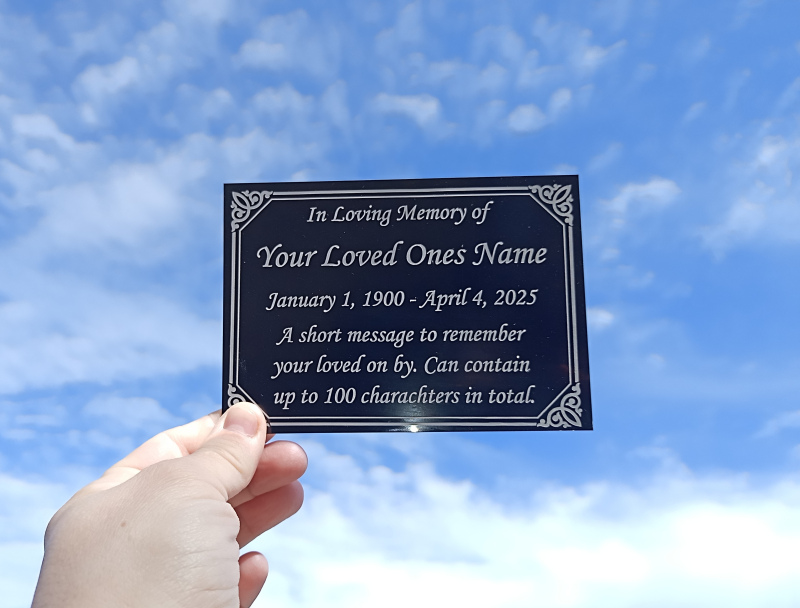 In Loving Memory of
Your Loved Ones Name
January 1, 1900 - April 4, 2025
A short message to remember
your loved on by. Can contain
up to 100 charachters in total.